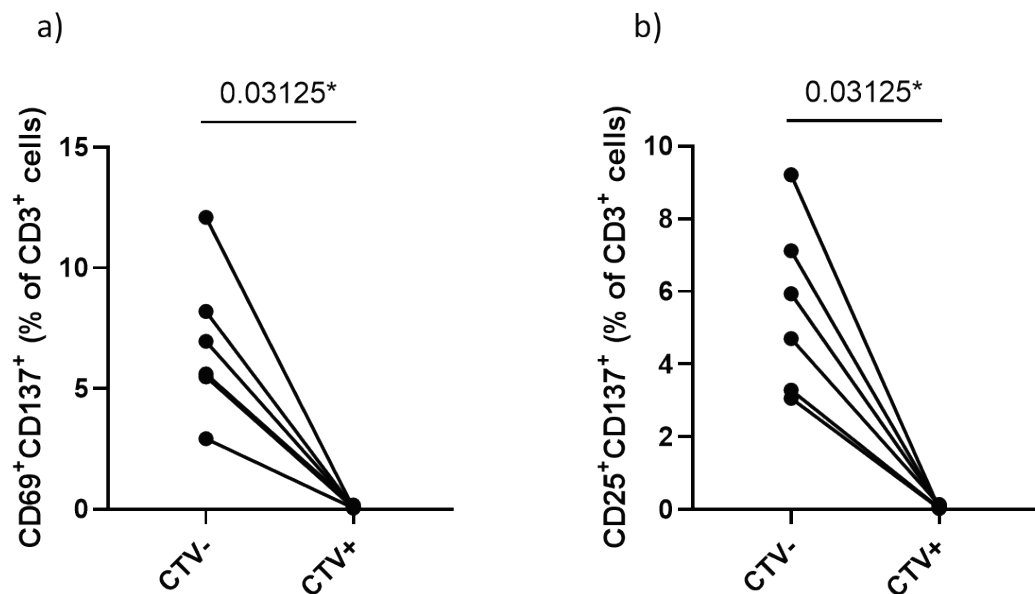 a)
0.03125*
CD69⁺CD137⁺ (% of CD3⁺ cells)
15
10
5
0
CTV-
CTV+
b)
0.03125*
CD25⁺CD137⁺ (% of CD3⁺ cells)
10
8
6
4
2
0
CTV-
CTV+